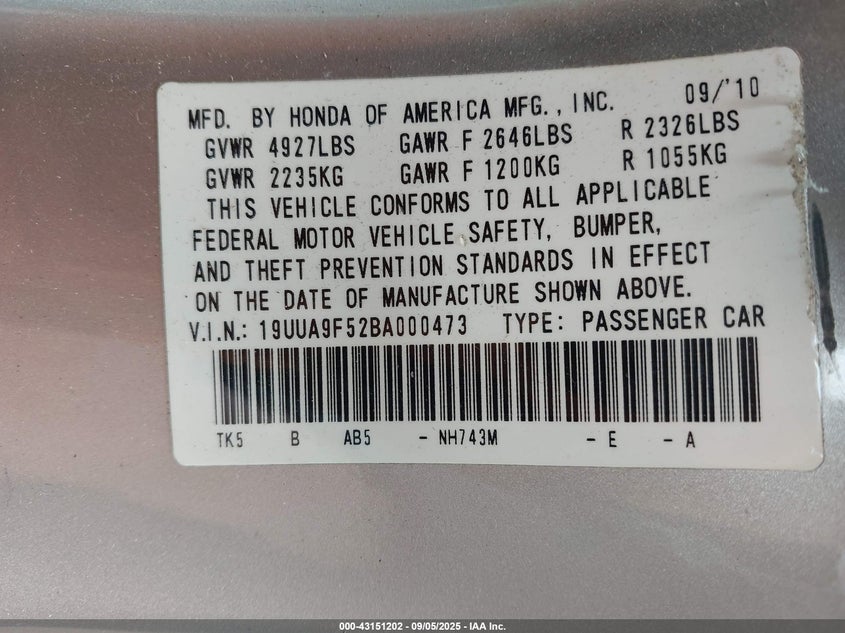 MFD. BY HONDA OF AMERICA MFG., INC. 09/'10
GVWR 4927LBS GAWR F 2646LBS R 2326LBS
GVWR 2235KG GAWR F 1200KG R 1055KG
THIS VEHICLE CONFORMS TO ALL APPLICABLE
FEDERAL MOTOR VEHICLE SAFETY, BUMPER,
AND THEFT PREVENTION STANDARDS IN EFFECT
ON THE DATE OF MANUFACTURE SHOWN ABOVE.
V.I.N.: 19UUA9F52BA000473 TYPE: PASSENGER CAR
TK5 B AB5 - NH743M - E - A
000-43151202 - 09/05/2025 - IAA Inc.